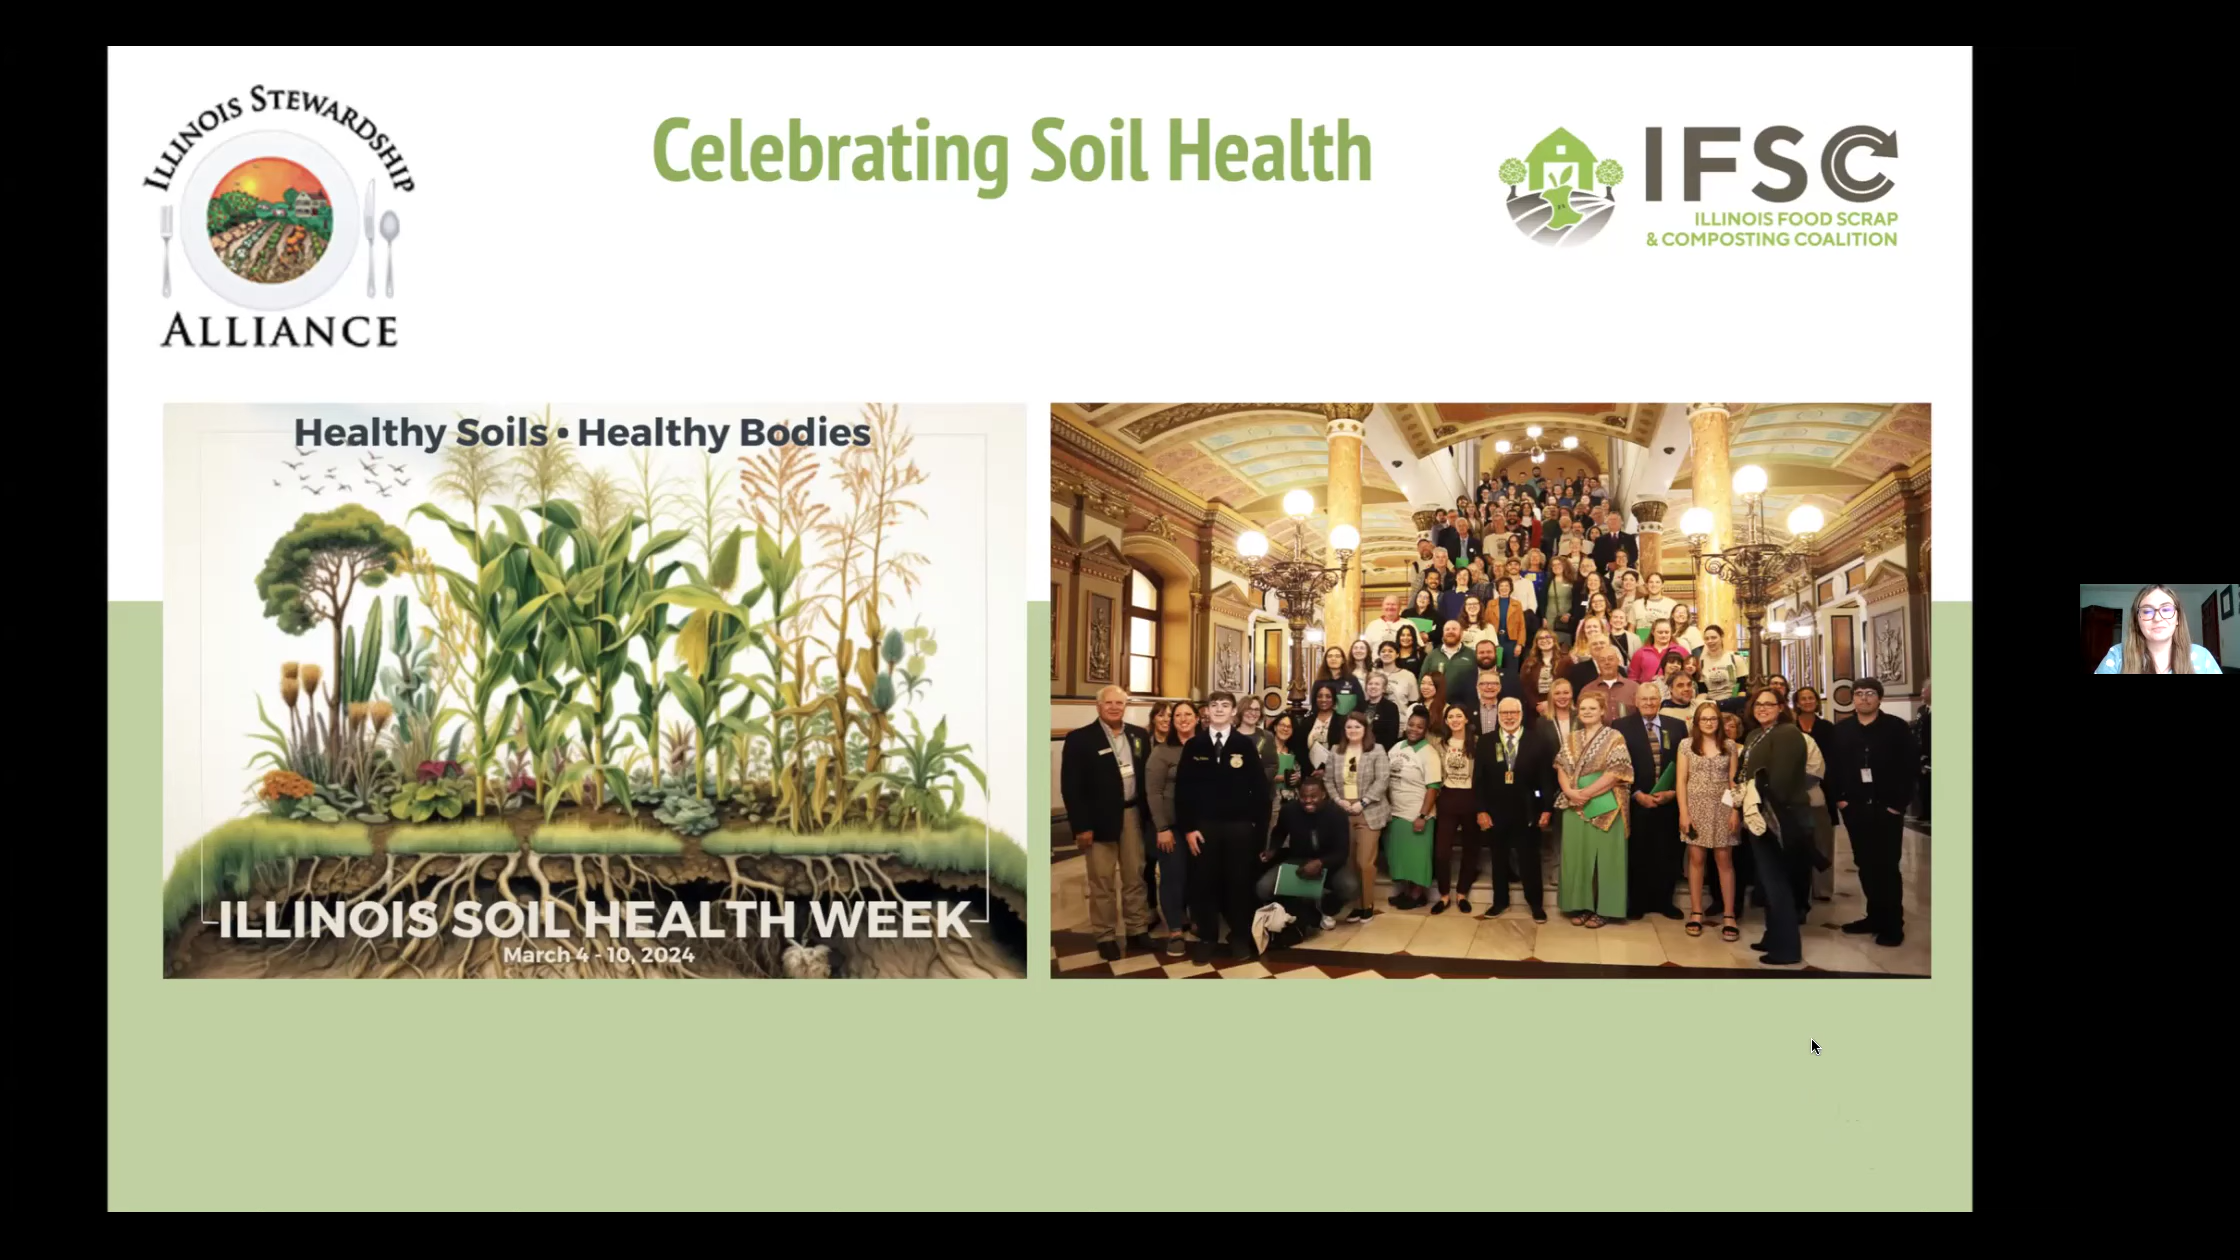 ILLINOIS STEWARDSHIP
ALLIANCE
Celebrating Soil Health
IFSC
ILLINOIS FOOD SCRAP
& COMPOSTING COALITION
Healthy Soils • Healthy Bodies
ILLINOIS SOIL HEALTH WEEK
March 4 - 10, 2024